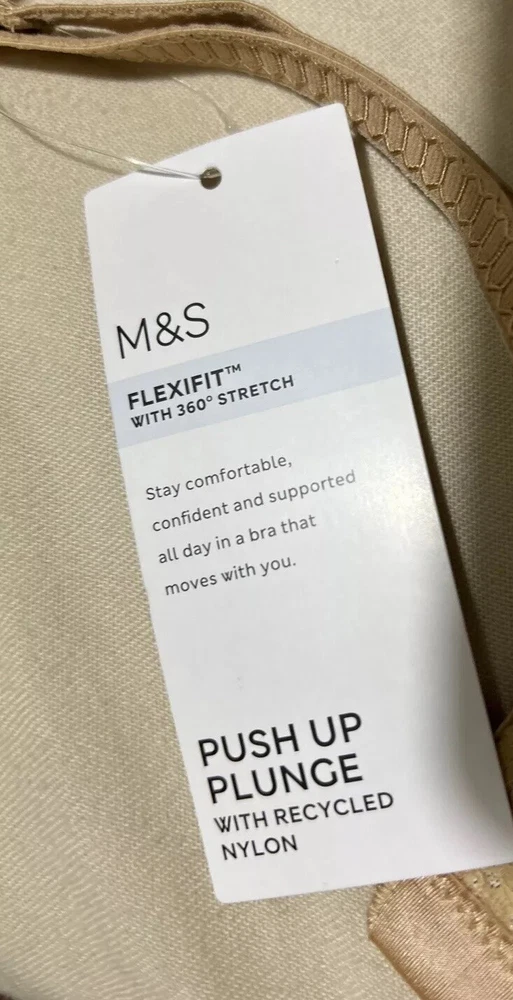 M&S
FLEXIFIT™
WITH 360° STRETCH
Stay comfortable,
confident and supported
all day in a bra that
moves with you.
PUSH UP
PLUNGE
WITH RECYCLED
NYLON